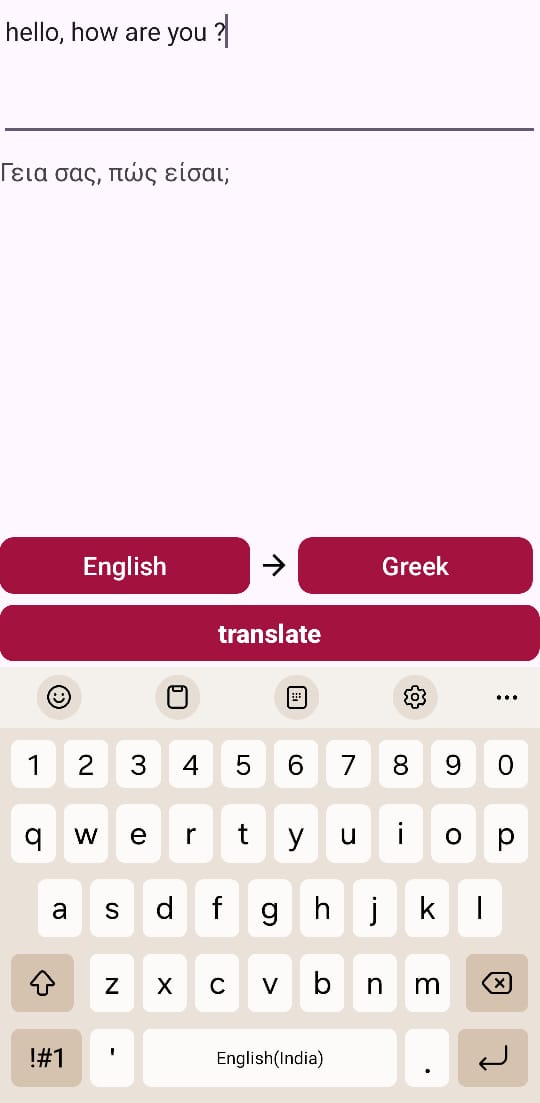 hello, how are you ?
Γεια σας, πώς είσαι;
English → Greek
translate
1 2 3 4 5 6 7 8 9 0
q w e r t y u i o p
a s d f g h j k l
z x c v b n m
!#1 ' English(India) .